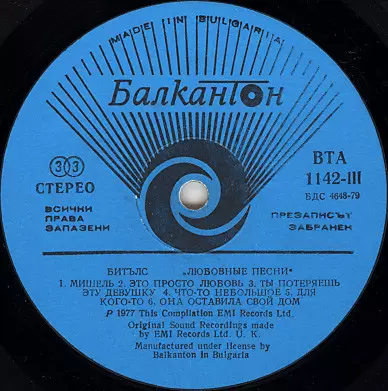 MADE IN BULGARIA
Балкантон
33
СТЕРЕО
ВСИЧКИ
ПРАВА
ЗАПАЗЕНИ
ВТА
1142-III
БДС 4648-79
ПРЕЗАПИСЪТ
ЗАБРАНЕН
БИТЪЛС „ЛЮБОВНЫЕ ПЕСНИ"
1. МИШЕЛЬ 2. ЭТО ПРОСТО ЛЮБОВЬ 3. ТЫ ПОТЕРЯЕШЬ
ЭТУ ДЕВУШКУ 4. ЧТО-ТО НЕБОЛЬШОЕ 5. ДЛЯ
КОГО-ТО 6. ОНА ОСТАВИЛА СВОЙ ДОМ
P 1977 This Compilation EMI Records Ltd.
Original Sound Recordings made
by EMI Records Ltd. U. K.
Manufactured under license by
Balkanton in Bulgaria